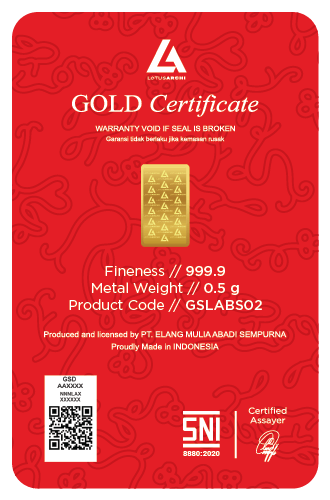 LOTUSARCHI
GOLD Certificate
WARRANTY VOID IF SEAL IS BROKEN
Garansi tidak berlaku jika kemasan rusak
Fineness // 999.9
Metal Weight // 0.5 g
Product Code // GSLABS02
Produced and licensed by PT. ELANG MULIA ABADI SEMPURNA
Proudly Made in INDONESIA
GSD
AAXXXX
NNNLAX
XXXXXX
SNI
8880:2020
Certified
Assayer